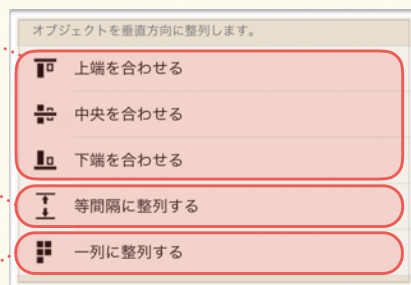 オブジェクトを垂直方向に整列します。
上端を合わせる
中央を合わせる
下端を合わせる
等間隔に整列する
一列に整列する